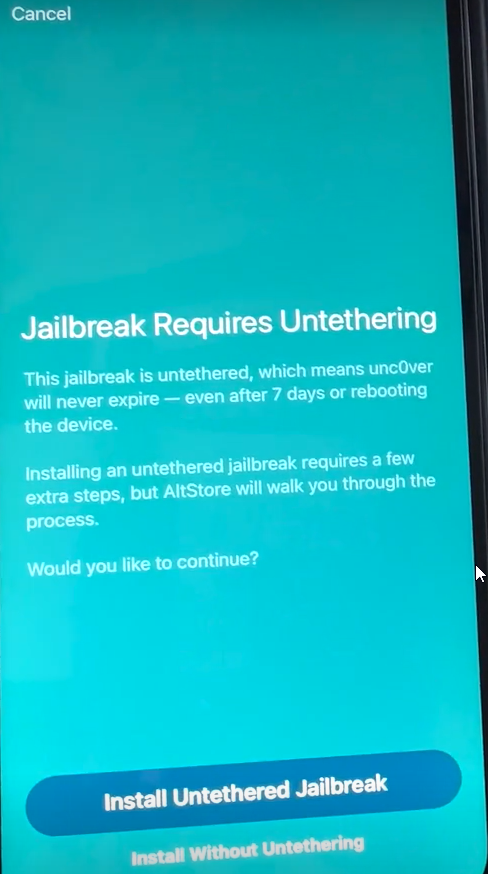 Cancel
Jailbreak Requires Untethering
This jailbreak is untethered, which means unc0ver
will never expire — even after 7 days or rebooting
the device.
Installing an untethered jailbreak requires a few
extra steps, but AltStore will walk you through the
process.
Would you like to continue?
Install Untethered Jailbreak
Install Without Untethering